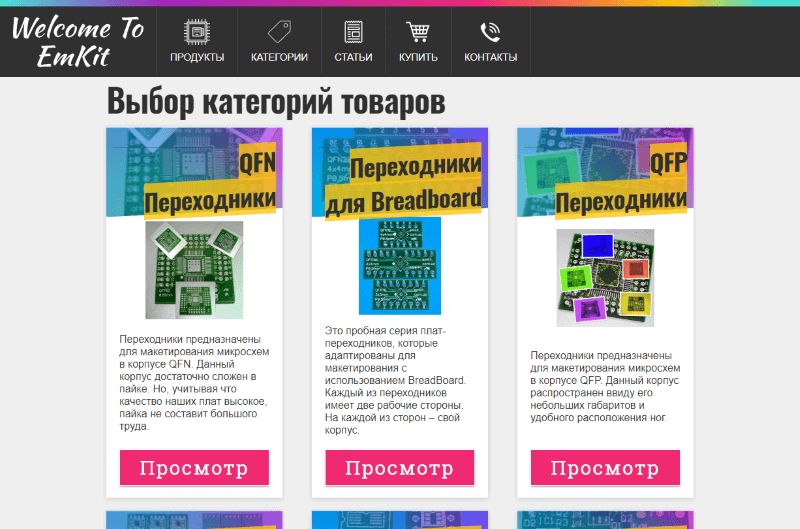 Welcome To
EmKit
ПРОДУКТЫ
КАТЕГОРИИ
СТАТЬИ
КУПИТЬ
КОНТАКТЫ
Выбор категорий товаров
QFN
Переходники
Переходники предназначены
для макетирования микросхем
в корпусе QFN. Данный
корпус достаточно сложен в
пайке. Но, учитывая что
качество наших плат высокое,
пайка не составит большого
труда.
Просмотр
Переходники
для Breadboard
Это пробная серия плат-
переходников, которые
адаптированы для
макетирования с
использованием BreadBoard.
Каждый из переходников
имеет две рабочие стороны.
На каждой из сторон – свой
корпус.
Просмотр
QFP
Переходники
Переходники предназначены
для макетирования микросхем
в корпусе QFP. Данный корпус
распространен ввиду его
небольших габаритов и
удобного расположения ног.
Просмотр